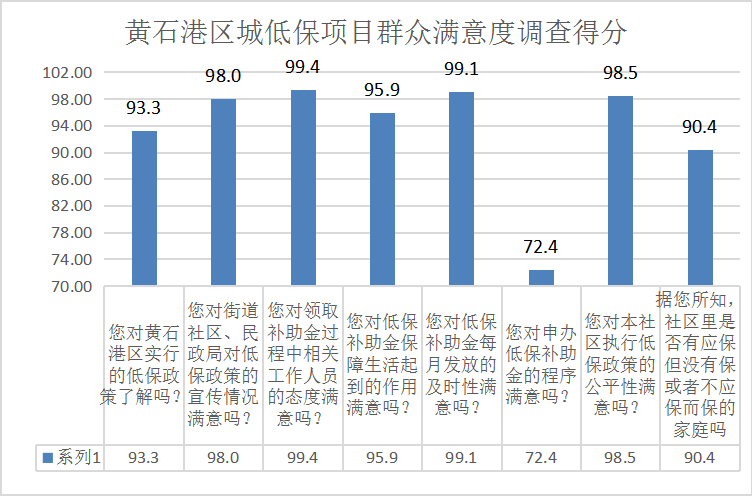 黄石港区城低保项目群众满意度调查得分
102.00
98.00
94.00
90.00
86.00
82.00
78.00
74.00
70.00
93.3
98.0
99.4
95.9
99.1
72.4
98.5
90.4
您对黄石
港区实行
的低保政
策了解吗？
您对街道
社区、民
政局对低
保政策的
宣传情况
满意吗？
您对领取
补助金过
程中相关
工作人员
的态度满
意吗？
您对低保
补助金保
障生活起
到的作用
满意吗？
您对低保
补助金每
月发放的
及时性满
意吗？
您对申办
低保补助
金的程序
满意吗？
您对本社
区执行低
保政策的
公平性满
意吗？
据您所知，
社区里是
否有应保
但没有保
或者不应
保而保的
家庭吗
系列1 93.3 98.0 99.4 95.9 99.1 72.4 98.5 90.4